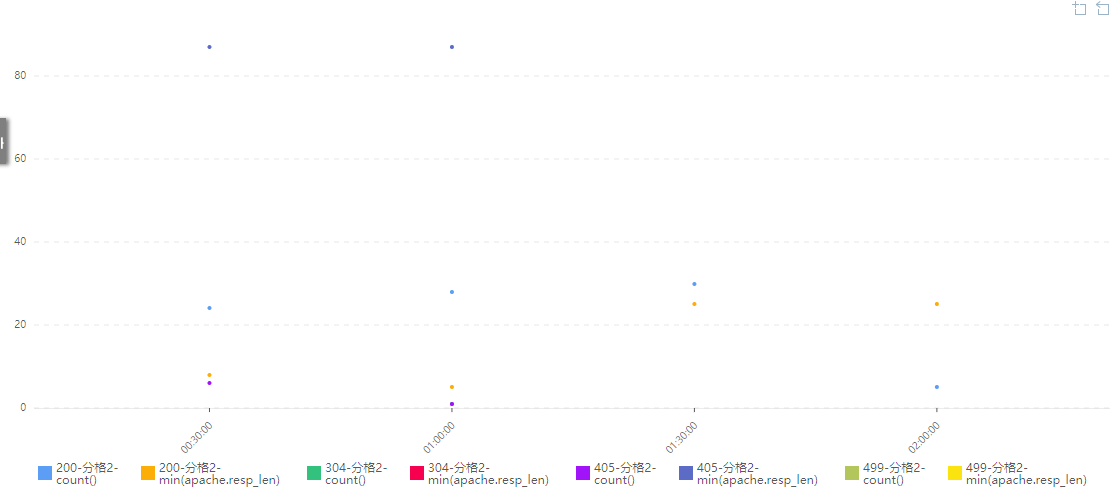 80
60
40
20
0
00:30:00
01:00:00
01:30:00
02:00:00
200-分格2-
count()
200-分格2-
min(apache.resp_len)
304-分格2-
count()
304-分格2-
min(apache.resp_len)
405-分格2-
count()
405-分格2-
min(apache.resp_len)
499-分格2-
count()
499-分格2-
min(apache.resp_len)